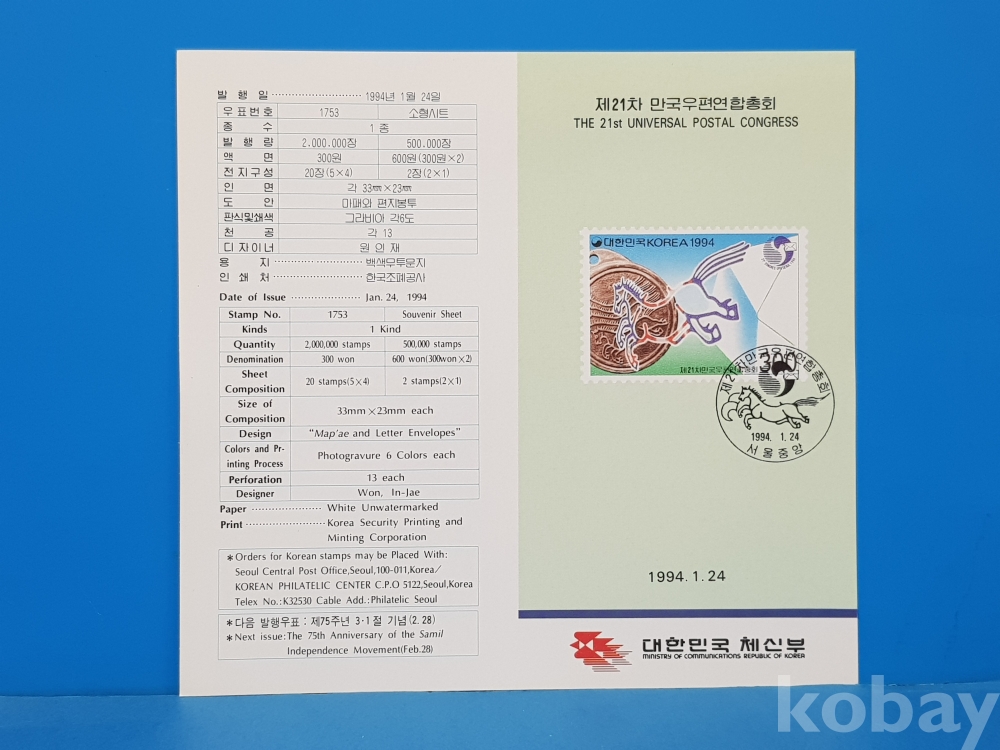 발 행 일 ······························ 1994년 1월 24일
우표번호 1753 소형시트
종 수 1 종
발 행 량 2,000,000장 500,000장
액 면 300원 600원(300원×2)
전지구성 20장(5×4) 2장(2×1)
인 면 각 33㎜×23㎜
도 안 마패와 편지봉투
판식및쇄색 그라비아 각6도
천 공 각 13
디자이너 원 인 재
용 지 ······························ 백색무투문지
인 쇄 처 ······························ 한국조폐공사
Date of Issue ······················ Jan. 24, 1994
Stamp No. 1753 Souvenir Sheet
Kinds 1 Kind
Quantity 2,000,000 stamps 500,000 stamps
Denomination 300 won 600 won(300won×2)
Sheet
Composition 20 stamps(5×4) 2 stamps(2×1)
Size of
Composition 33mm×23mm each
Design "Map'ae and Letter Envelopes"
Colors and Pr-
inting Process Photogravure 6 Colors each
Perforation 13 each
Designer Won, In-Jae
Paper ······················ White Unwatermarked
Print ························ Korea Security Printing and
Minting Corporation
*Orders for Korean stamps may be Placed With:
Seoul Central Post Office,Seoul,100-011,Korea/
KOREAN PHILATELIC CENTER C.P.O 5122,Seoul,Korea
Telex No.:K32530 Cable Add.:Philatelic Seoul
*다음 발행우표 : 제75주년 3·1절 기념(2.28)
*Next issue:The 75th Anniversary of the Samil
Independence Movement(Feb.28)
제21차 만국우편연합총회
THE 21st UNIVERSAL POSTAL CONGRESS
대한민국 KOREA 1994
제21차만국우편연합총회
300
제21차만국우편연합총회
1994. 1. 24
서울중앙
1994. 1. 24
대한민국 체신부
MINISTRY OF COMMUNICATIONS REPUBLIC OF KOREA
kobay